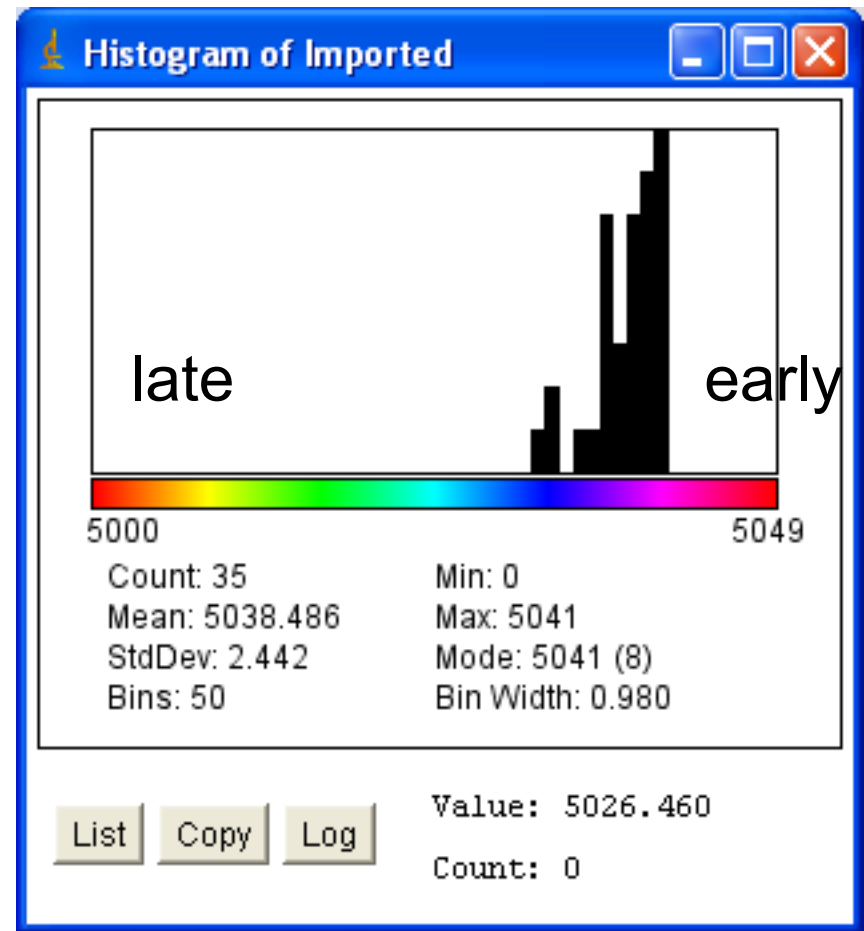 Histogram of Imported
late early
5000 5049
Count: 35 Min: 0
Mean: 5038.486 Max: 5041
StdDev: 2.442 Mode: 5041 (8)
Bins: 50 Bin Width: 0.980
List Copy Log Value: 5026.460
Count: 0